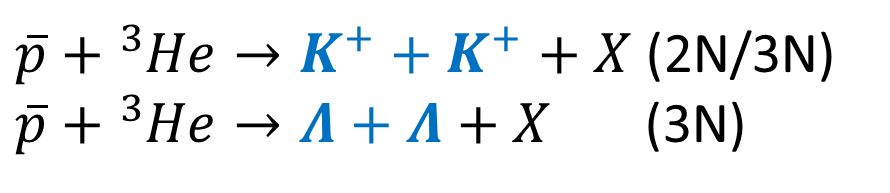 p̄ + ³He → K⁺ + K⁺ + X (2N/3N)
p̄ + ³He → Λ + Λ + X (3N)